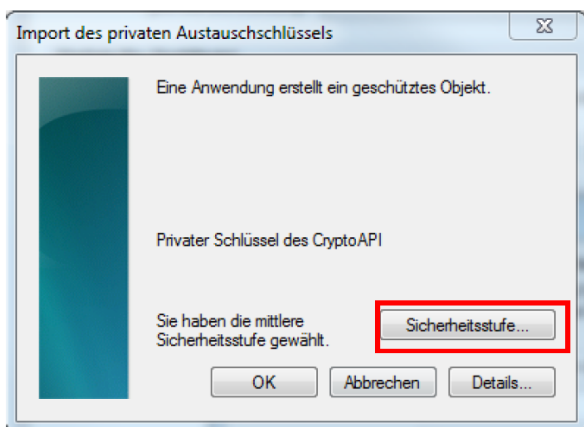 Import des privaten Austauschschlüssels
Eine Anwendung erstellt ein geschütztes Objekt.
Privater Schlüssel des CryptoAPI
Sie haben die mittlere
Sicherheitsstufe gewählt.
Sicherheitsstufe...
OK
Abbrechen
Details...